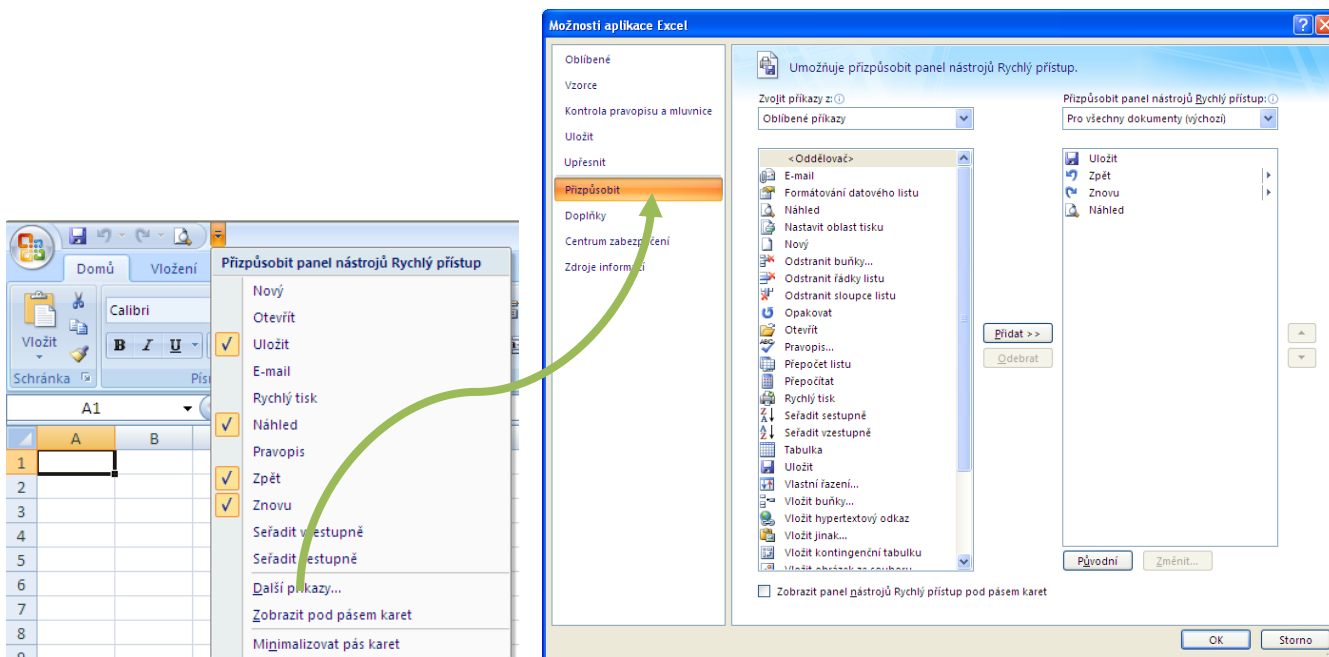 Domů
Vložení
Calibri
Vložit
B I U
Schránka
Pís
A1
A B
1
2
3
4
5
6
7
8
Přizpůsobit panel nástrojů Rychlý přístup
Nový
Otevřít
Uložit
E-mail
Rychlý tisk
Náhled
Pravopis
Zpět
Znovu
Seřadit vzestupně
Seřadit sestupně
Další příkazy...
Zobrazit pod pásem karet
Minimalizovat pás karet
Možnosti aplikace Excel
Oblíbené
Vzorce
Kontrola pravopisu a mluvnice
Uložit
Upřesnit
Přizpůsobit
Doplňky
Centrum zabezpečení
Zdroje informací
Umožňuje přizpůsobit panel nástrojů Rychlý přístup.
Zvolit příkazy z:
Oblíbené příkazy
<Oddělovač>
E-mail
Formátování datového listu
Náhled
Nastavit oblast tisku
Nový
Odstranit buňky...
Odstranit řádky listu
Odstranit sloupce listu
Opakovat
Otevřít
Pravopis...
Přepočet listu
Přepočítat
Rychlý tisk
Seřadit sestupně
Seřadit vzestupně
Tabulka
Uložit
Vlastní řazení...
Vložit buňky...
Vložit hypertextový odkaz
Vložit jinak...
Vložit kontingenční tabulku
Vložit obrázek ze souboru
Přidat >>
Odebrat
Přizpůsobit panel nástrojů Rychlý přístup:
Pro všechny dokumenty (výchozí)
Uložit
Zpět
Znovu
Náhled
Původní
Změnit...
Zobrazit panel nástrojů Rychlý přístup pod pásem karet
OK
Storno